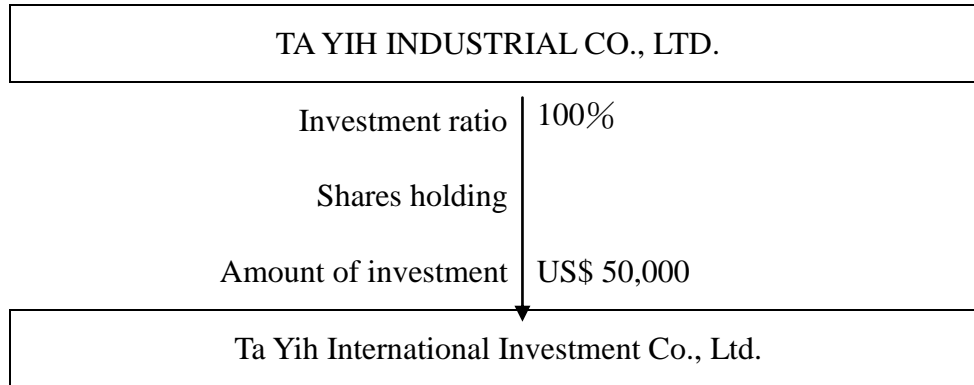 TA YIH INDUSTRIAL CO., LTD.
Investment ratio 100%
Shares holding
Amount of investment US$ 50,000
Ta Yih International Investment Co., Ltd.